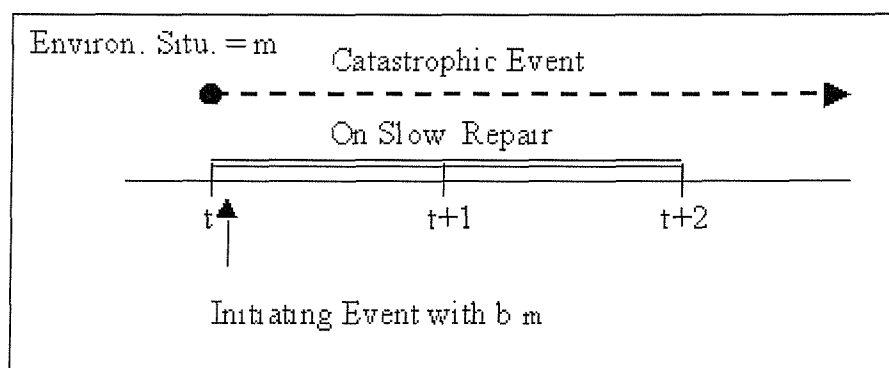 Environ. Situ. = m
Catastrophic Event
On Slow Repair
t t+1 t+2
Initiating Event with b m